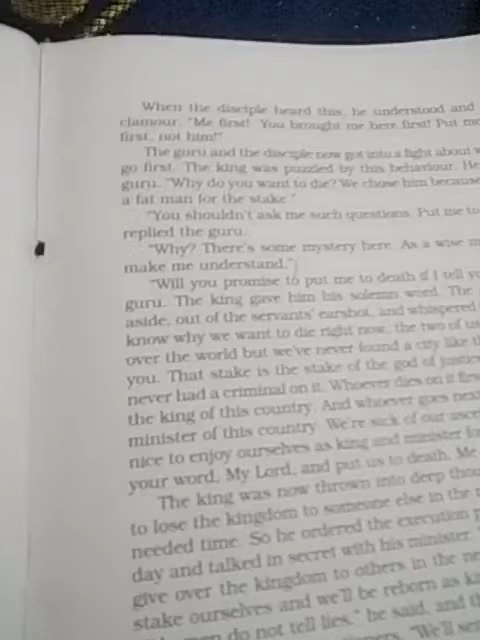 When the disciple heard this, he understood and
clamour, "Me first! You brought me here first! Put me
first, not him!"
The guru and the disciple now got into a fight about
go first. The king was puzzled by this behaviour. He
guru, "Why do you want to die? We chose him because
a fat man for the stake."
"You shouldn't ask me such questions. Put me to
replied the guru.
"Why? There's some mystery here. As a wise
make me understand."
"Will you promise to put me to death if I tell
guru. The king gave him his solemn word. The
aside, out of the servants' earshot, and whispered
know why we want to die right now, the two of us
over the world but we've never found a city like
you. That stake is the stake of the god of justice
never had a criminal on it. Whoever dies on it
the king of this country. And whoever goes next
minister of this country. We're sick of our
nice to enjoy ourselves as king and minister
your word, My Lord, and put us to death. Me
The king was now thrown into deep
to lose the kingdom to someone else in the
needed time. So he ordered the execution
day and talked in secret with his minister.
give over the kingdom to others in the
stake ourselves and we'll be reborn as
do not tell lies," he said, and
"We'll